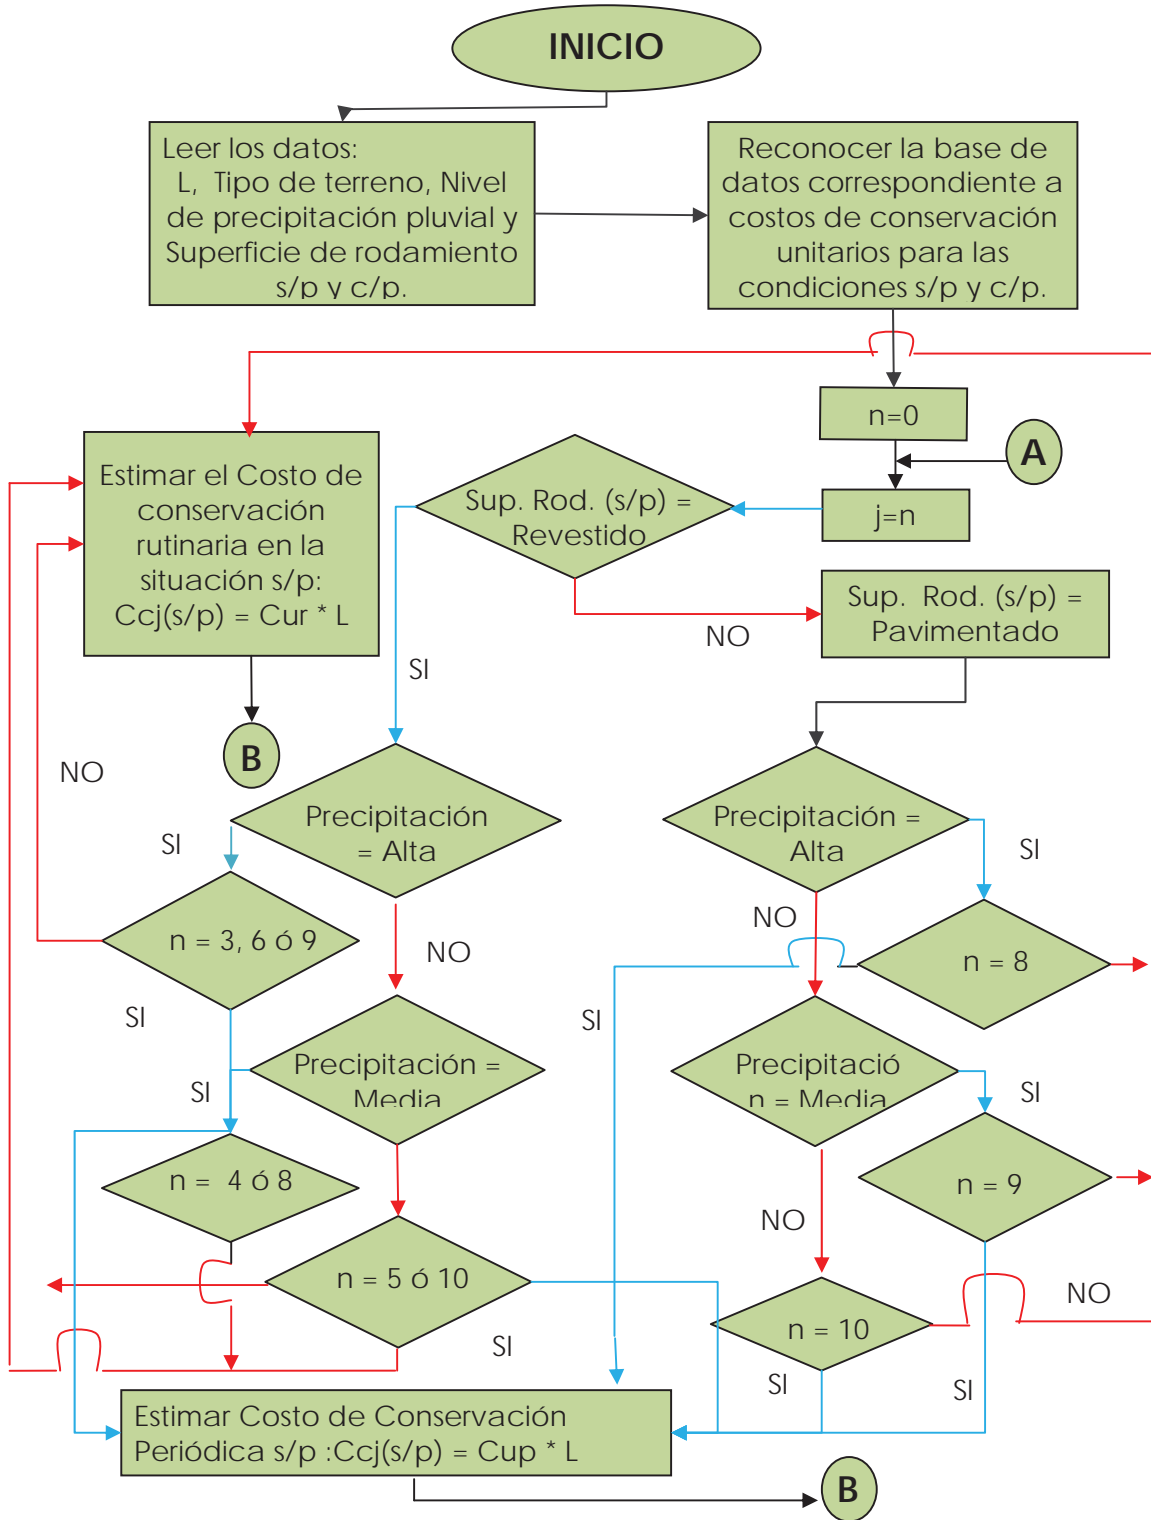 INICIO
Leer los datos:
L, Tipo de terreno, Nivel
de precipitación pluvial y
Superficie de rodamiento
s/p y c/p.
Reconocer la base de
datos correspondiente a
costos de conservación
unitarios para las
condiciones s/p y c/p.
n=0
A
j=n
Sup. Rod. (s/p) =
Revestido
Estimar el Costo de
conservación
rutinaria en la
situación s/p:
Ccj(s/p) = Cur * L
Sup. Rod. (s/p) =
Pavimentado
NO
SI
B
NO
Precipitación
= Alta
SI
Precipitación =
Alta
SI
n = 3, 6 ó 9
NO
NO
n = 8
SI
SI
Precipitación =
Media
SI
Precipitació
n = Media
SI
n = 4 ó 8
n = 9
NO
n = 5 ó 10
NO
n = 10
SI
SI
SI
Estimar Costo de Conservación
Periódica s/p :Ccj(s/p) = Cup * L
B